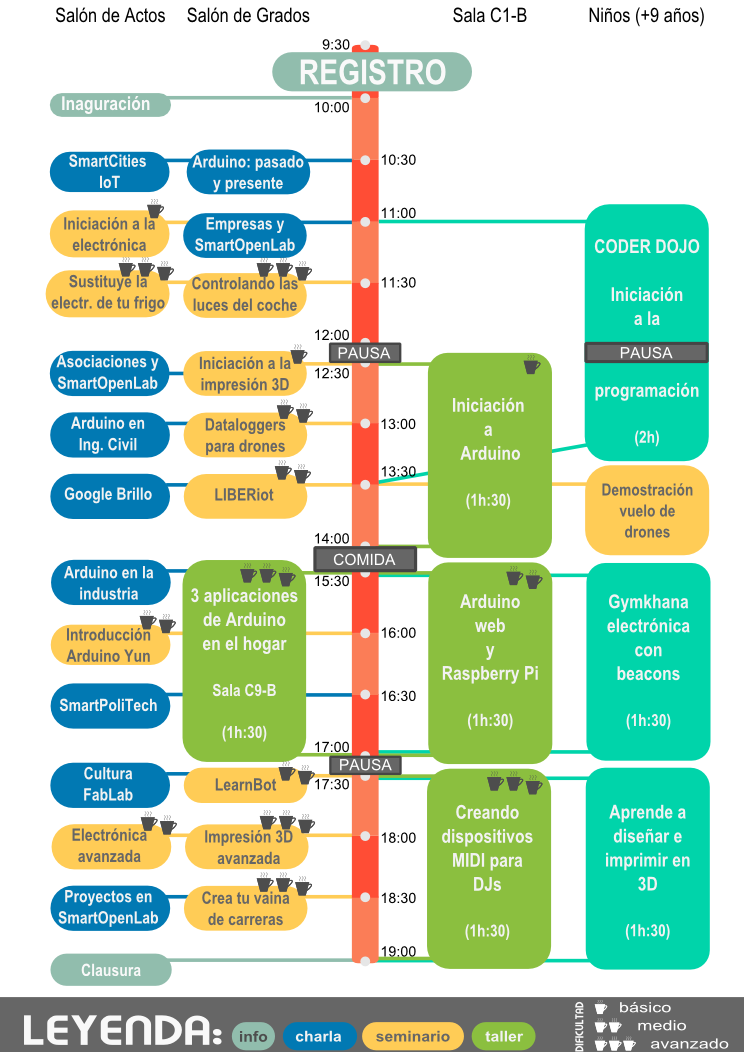 Salón de Actos
Salón de Grados
Sala C1-B
Niños (+9 años)
9:30
REGISTRO
Inaguración
10:00
SmartCities
IoT
Arduino: pasado
y presente
10:30
Iniciación a la
electrónica
Empresas y
SmartOpenLab
11:00
CODER DOJO
Iniciación
a la
PAUSA
programación
(2h)
Sustituye la
electr. de tu frigo
Controlando las
luces del coche
11:30
12:00
PAUSA
12:30
Asociaciones y
SmartOpenLab
Iniciación a la
impresión 3D
Iniciación
a
Arduino
(1h:30)
Arduino en
Ing. Civil
Dataloggers
para drones
13:00
Google Brillo
LIBERiot
13:30
Demostración
vuelo de
drones
14:00
COMIDA
15:30
Arduino en la
industria
3 aplicaciones
de Arduino
en el hogar
Sala C9-B
(1h:30)
Arduino
web
y
Raspberry Pi
(1h:30)
Gymkhana
electrónica
con
beacons
(1h:30)
Introducción
Arduino Yun
16:00
SmartPoliTech
16:30
17:00
PAUSA
17:30
Cultura
FabLab
LearnBot
Creando
dispositivos
MIDI para
DJs
(1h:30)
Aprende a
diseñar e
imprimir en
3D
(1h:30)
Electrónica
avanzada
Impresión 3D
avanzada
18:00
Proyectos en
SmartOpenLab
Crea tu vaina
de carreras
18:30
19:00
Clausura
LEYENDA:
info
charla
seminario
taller
DIFICULTAD
básico
medio
avanzado